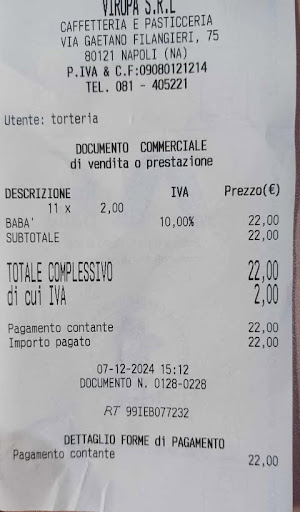 VIROPA S.R.L
CAFFETTERIA E PASTICCERIA
VIA GAETANO FILANGIERI, 75
80121 NAPOLI (NA)
P.IVA & C.F:09080121214
TEL. 081 - 405221
Utente: torteria
DOCUMENTO COMMERCIALE
di vendita o prestazione
DESCRIZIONE IVA Prezzo(€)
11 x 2,00
BABA' 10,00% 22,00
SUBTOTALE 22,00
TOTALE COMPLESSIVO 22,00
di cui IVA 2,00
Pagamento contante 22,00
Importo pagato 22,00
07-12-2024 15:12
DOCUMENTO N. 0128-0228
RT 99IEB077232
DETTAGLIO FORME di PAGAMENTO
Pagamento contante 22,00